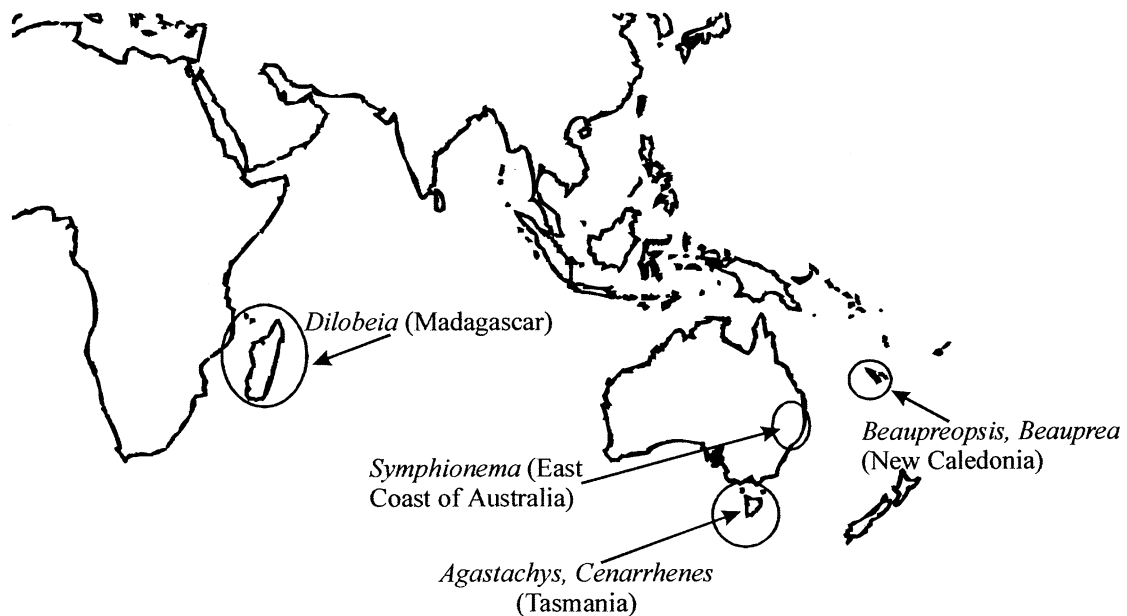 Dilobeia (Madagascar)
Beaupreopsis, Beauprea
(New Caledonia)
Symphionema (East
Coast of Australia)
Agastachys, Cenarrhenes
(Tasmania)